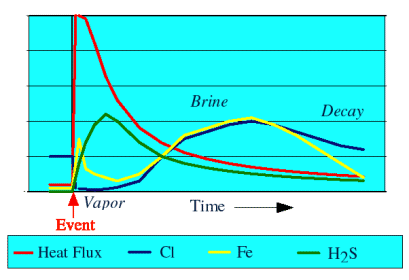 Brine
Decay
Vapor
Time
Event
Heat Flux Cl Fe H₂S